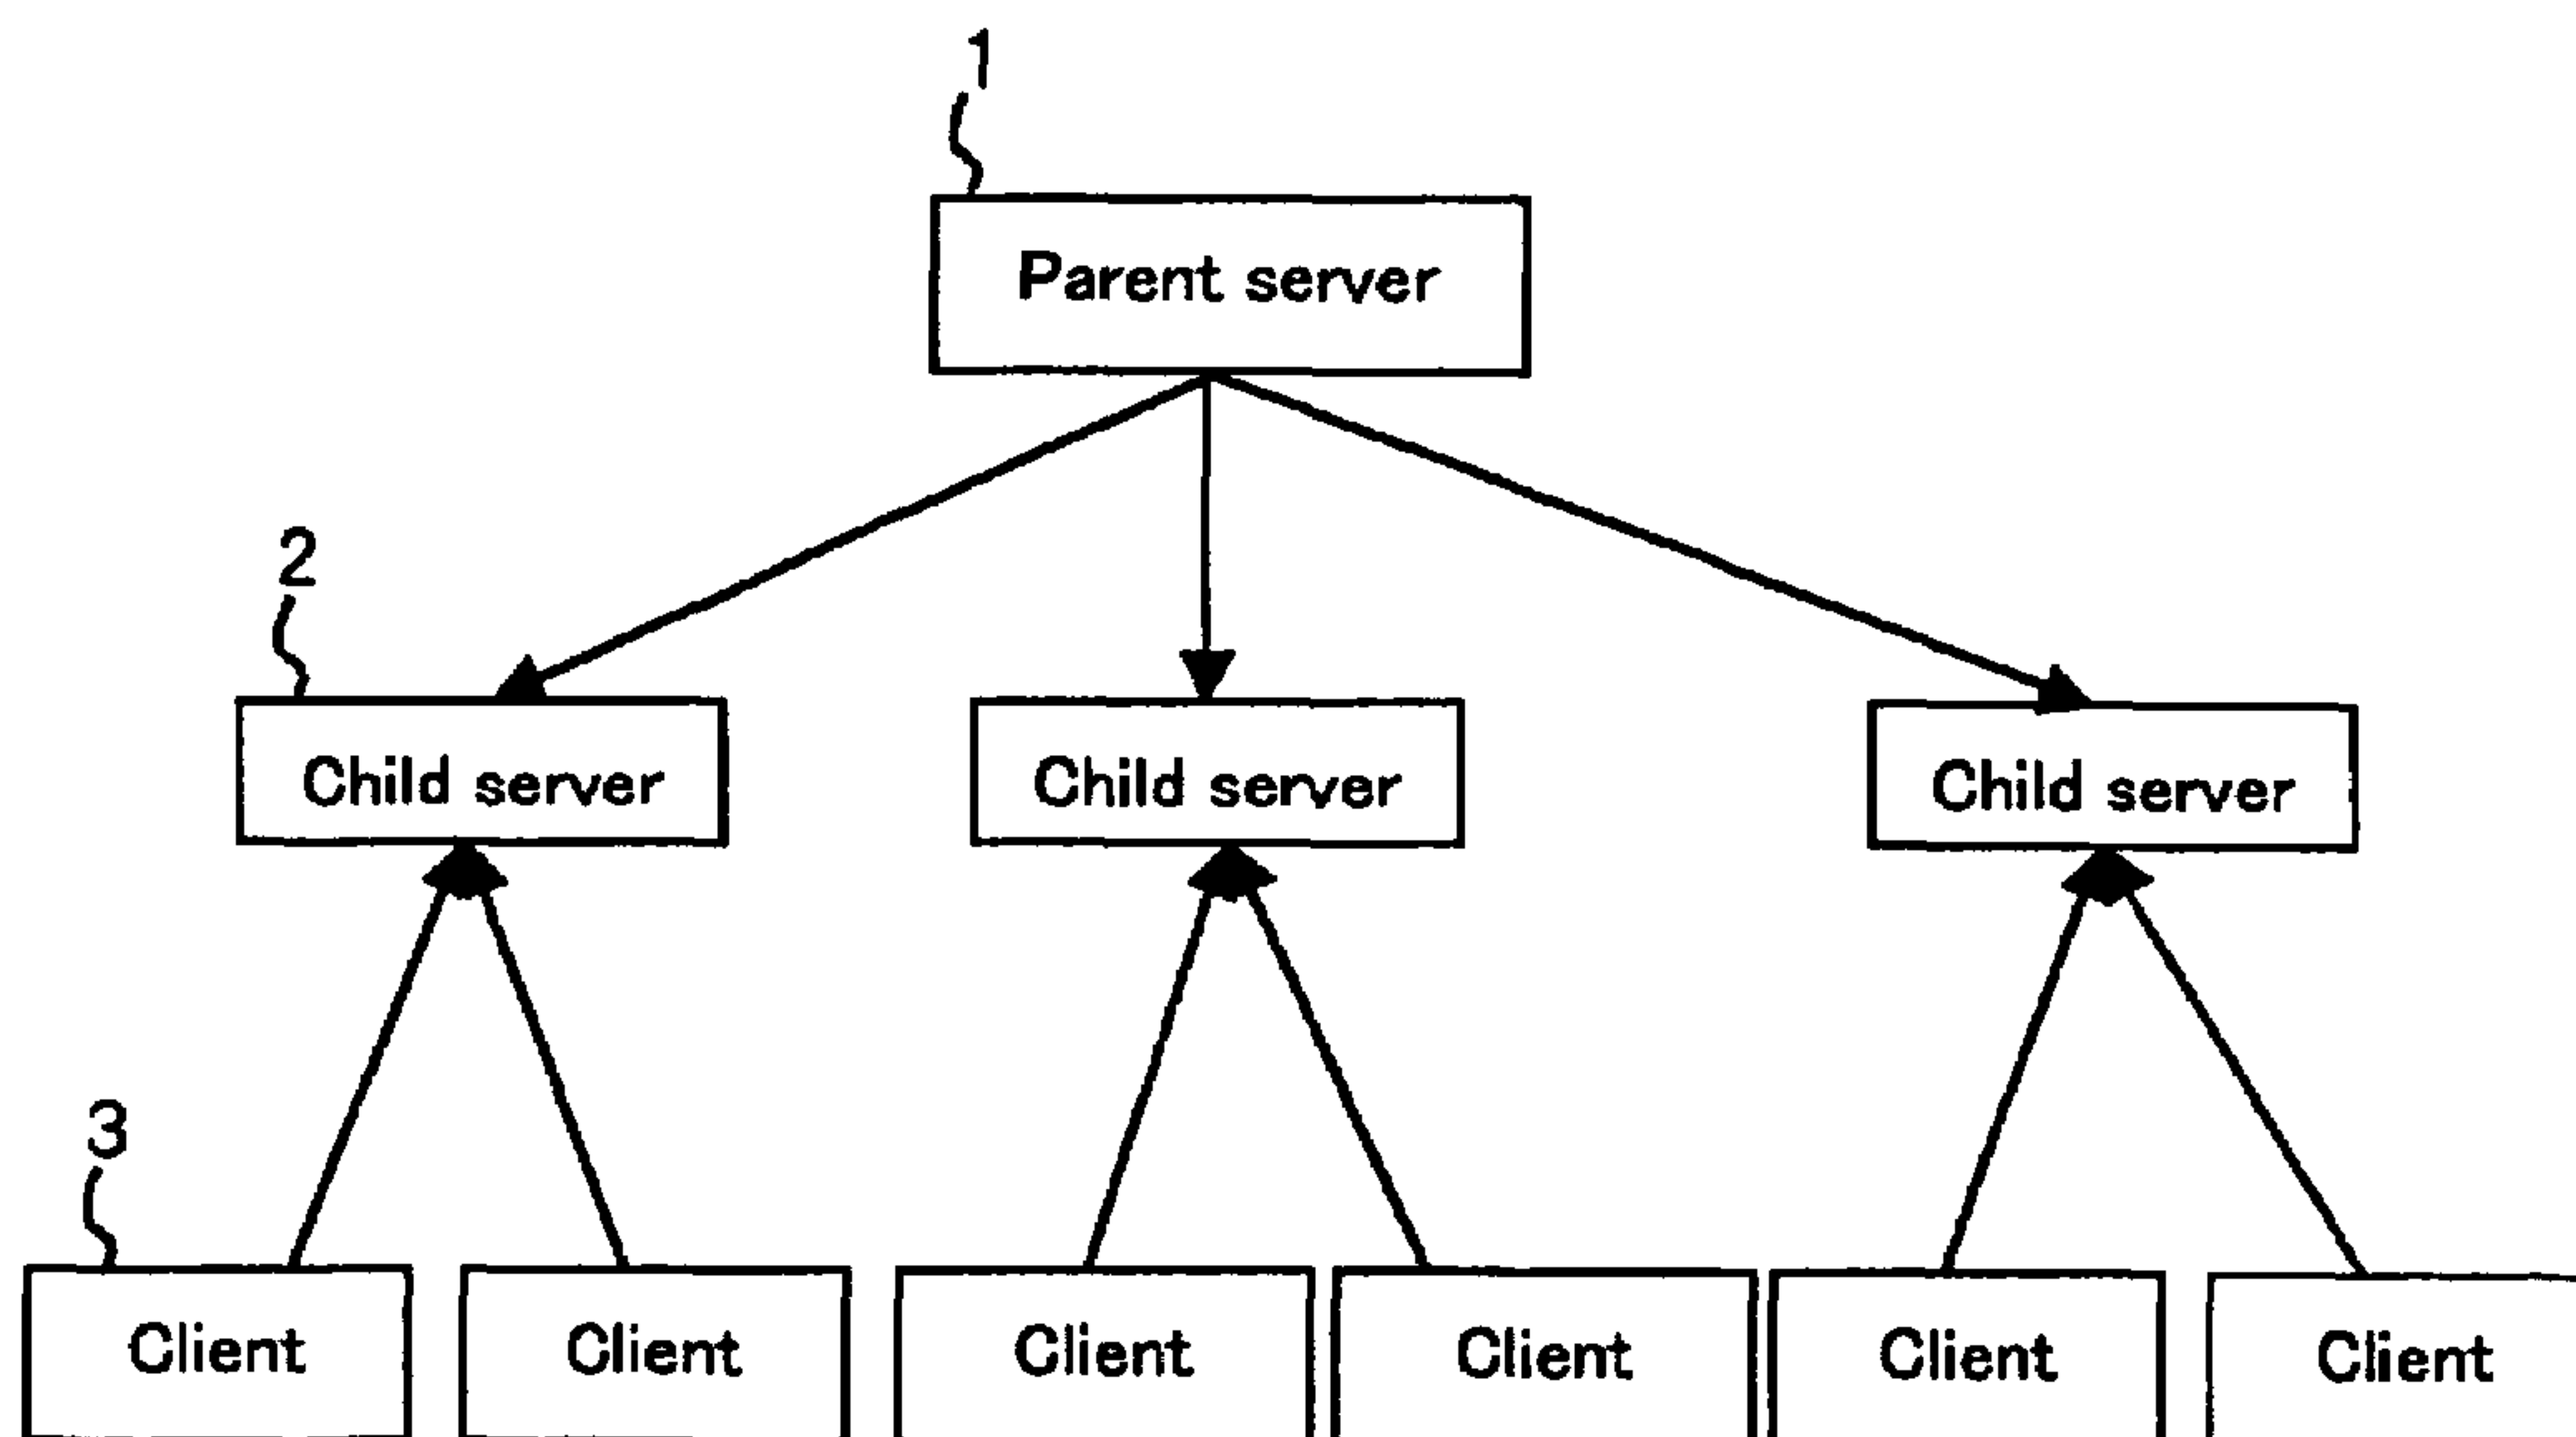 1
Parent server
2
Child server Child server Child server
3
Client Client Client Client Client Client